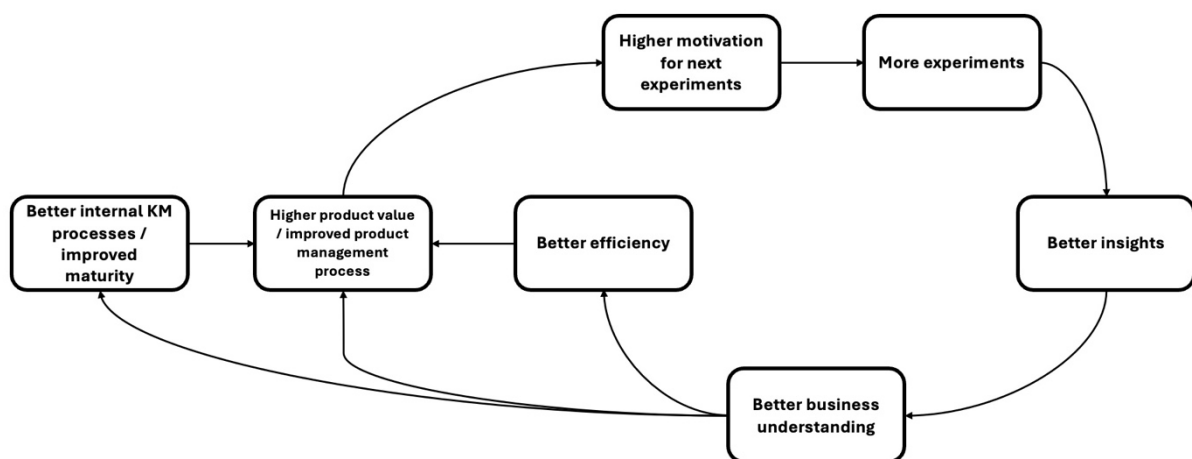 Higher motivation
for next
experiments
More experiments
Better internal KM
processes /
improved
maturity
Higher product value
/ improved product
management
process
Better efficiency
Better insights
Better business
understanding